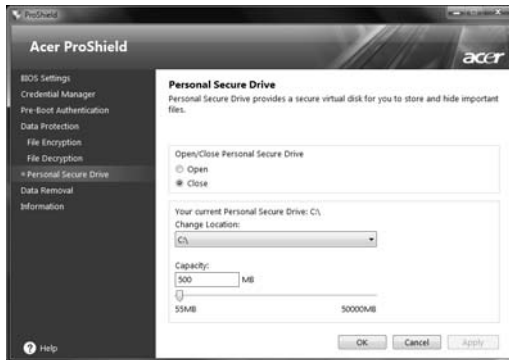 ProShield
Acer ProShield
acer
BIOS Settings
Credential Manager
Pre-Boot Authentication
Data Protection
File Encryption
File Decryption
Personal Secure Drive
Data Removal
Information
Help
Personal Secure Drive
Personal Secure Drive provides a secure virtual disk for you to store and hide important
files.
Open/Close Personal Secure Drive
Open
Close
Your current Personal Secure Drive: C:\
Change Location:
C:\
Capacity:
500 MB
55MB 50000MB
OK Cancel Apply